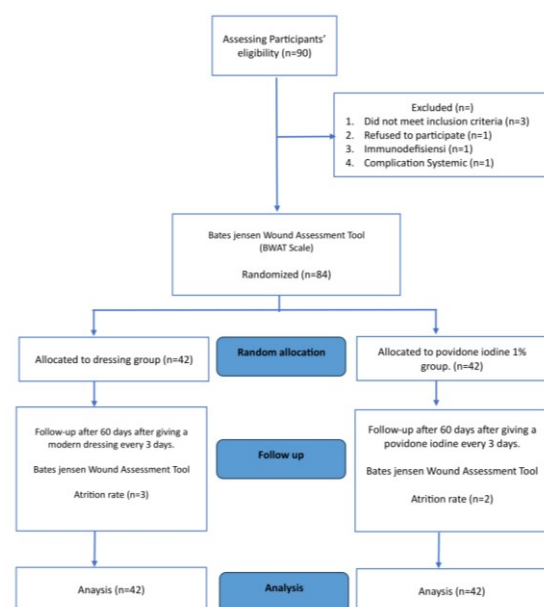 Assessing Participants'
eligibility (n=90)
Excluded (n=)
1. Did not meet inclusion criteria (n=3)
2. Refused to participate (n=1)
3. Immunodefisiensi (n=1)
4. Complication Systemic (n=1)
Bates jensen Wound Assessment Tool
(BWAT Scale)
Randomized (n=84)
Allocated to dressing group (n=42)
Random allocation
Allocated to povidone iodine 1%
group. (n=42)
Follow-up after 60 days after giving a
modern dressing every 3 days.
Bates jensen Wound Assessment Tool
Atrition rate (n=3)
Follow up
Follow-up after 60 days after giving a
povidone iodine every 3 days.
Bates jensen Wound Assessment Tool
Atrition rate (n=2)
Anaysis (n=42)
Analysis
Anaysis (n=42)